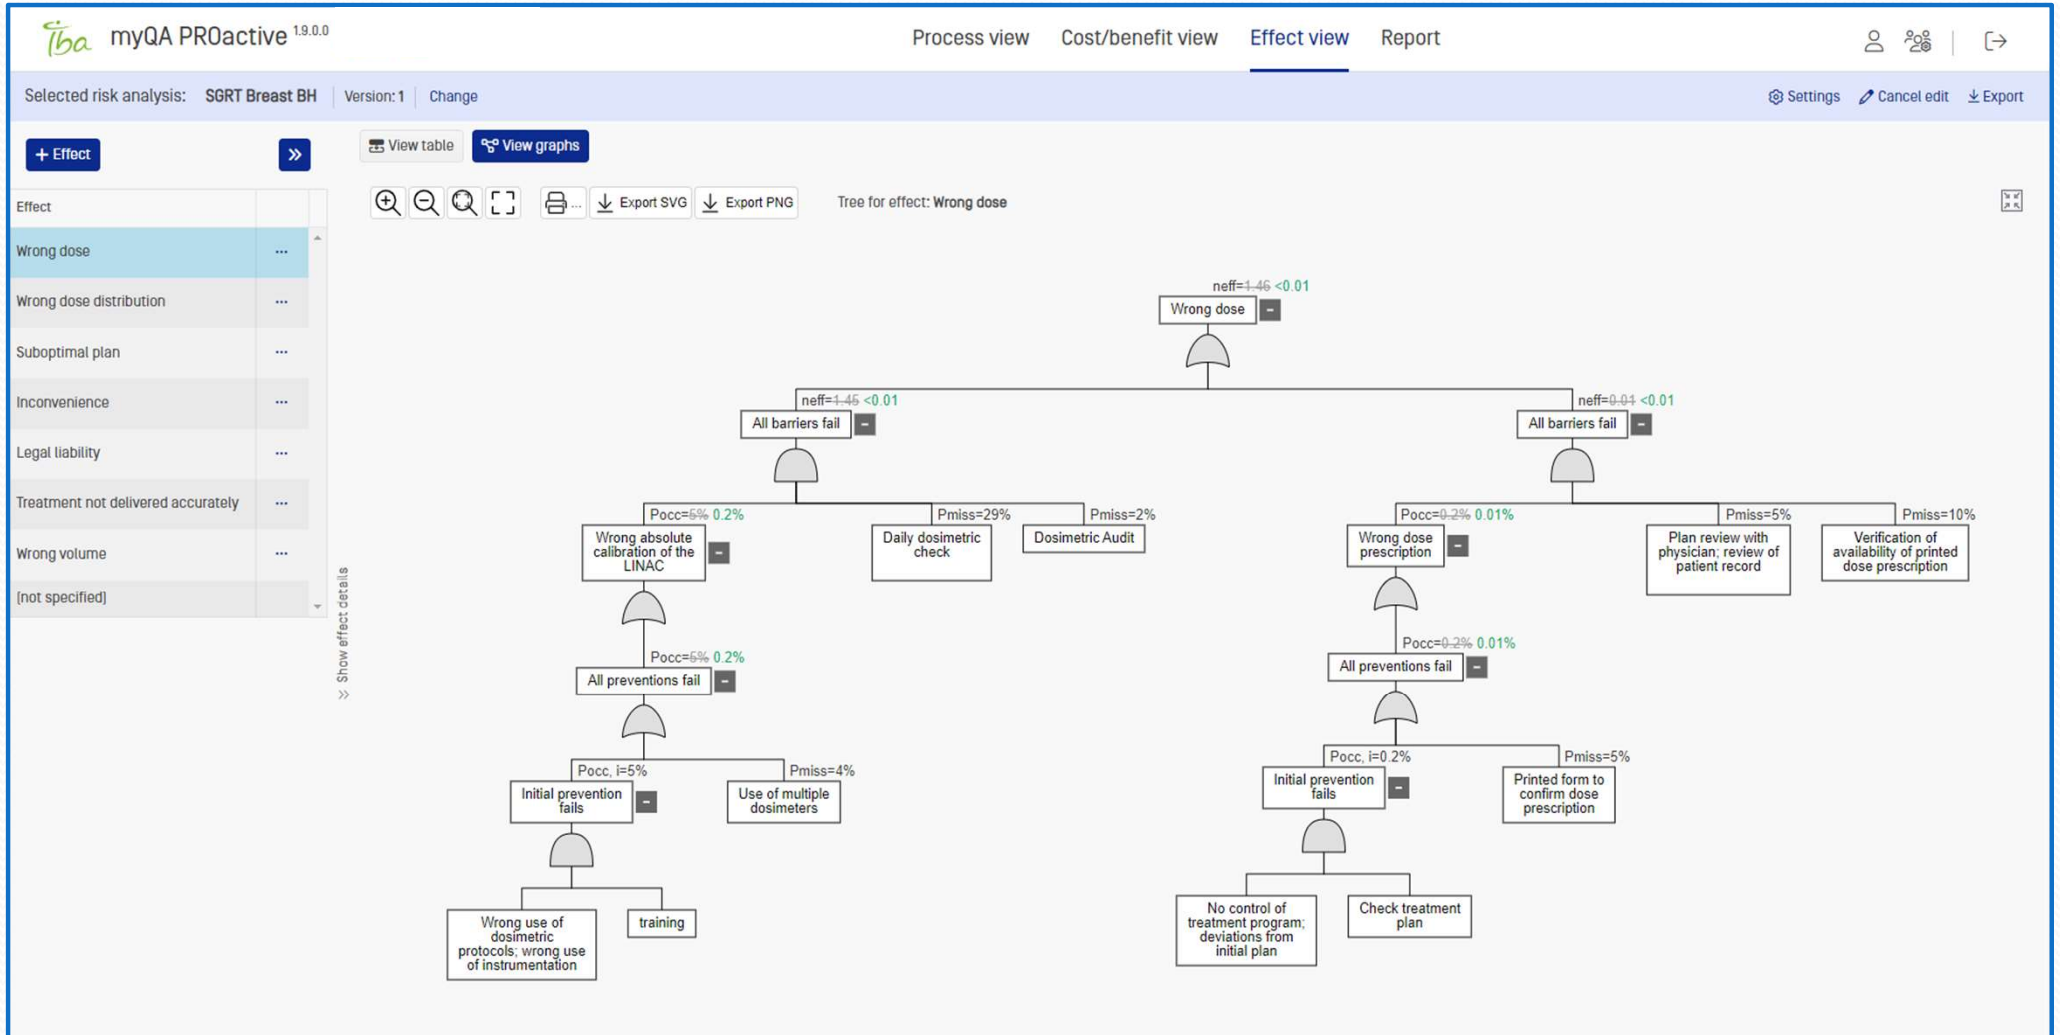 iba myQA PROactive 1.9.0.0
Process view Cost/benefit view Effect view Report
Selected risk analysis: SGRT Breast BH Version: 1 Change
Settings Cancel edit Export
+ Effect »
View table View graphs
... Export SVG Export PNG Tree for effect: Wrong dose
Effect
Wrong dose ...
Wrong dose distribution ...
Suboptimal plan ...
Inconvenience ...
Legal liability ...
Treatment not delivered accurately ...
Wrong volume ...
[not specified]
» Show effect details
neff=1.46 <0.01
Wrong dose -
neff=1.45 <0.01
All barriers fail -
neff=0.01 <0.01
All barriers fail -
Pocc=5% 0.2%
Wrong absolute
calibration of the
LINAC -
Pmiss=29%
Daily dosimetric
check
Pmiss=2%
Dosimetric Audit
Pocc=0.2% 0.01%
Wrong dose
prescription -
Pmiss=5%
Plan review with
physician; review of
patient record
Pmiss=10%
Verification of
availability of printed
dose prescription
Pocc=5% 0.2%
All preventions fail -
Pocc=0.2% 0.01%
All preventions fail -
Pocc, i=5%
Initial prevention
fails -
Pmiss=4%
Use of multiple
dosimeters
Pocc, i=0.2%
Initial prevention
fails -
Pmiss=5%
Printed form to
confirm dose
prescription
Wrong use of
dosimetric
protocols; wrong use
of instrumentation
training
No control of
treatment program;
deviations from
initial plan
Check treatment
plan